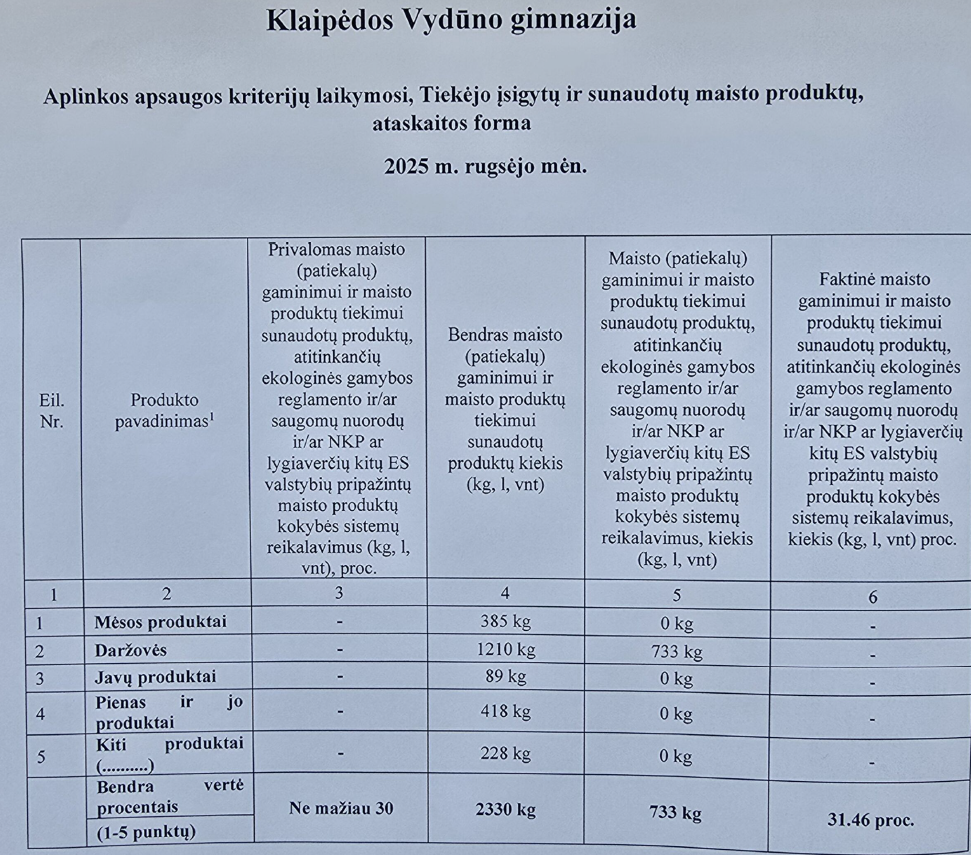 Klaipėdos Vydūno gimnazija
Aplinkos apsaugos kriterijų laikymosi, Tiekėjo įsigytų ir sunaudotų maisto produktų,
ataskaitos forma
2025 m. rugsėjo mėn.
Eil.
Nr.
Produkto
pavadinimas¹
Privalomas maisto
(patiekalų)
gaminimui ir maisto
produktų tiekimui
sunaudotų produktų,
atitinkančių
ekologinės gamybos
reglamento ir/ar
saugomų nuorodų
ir/ar NKP ar
lygiaverčių kitų ES
valstybių pripažintų
maisto produktų
kokybės sistemų
reikalavimus (kg, l,
vnt), proc.
Bendras maisto
(patiekalų)
gaminimui ir
maisto produktų
tiekimui
sunaudotų
produktų kiekis
(kg, l, vnt)
Maisto (patiekalų)
gaminimui ir maisto
produktų tiekimui
sunaudotų produktų,
atitinkančių
ekologinės gamybos
reglamento ir/ar
saugomų nuorodų
ir/ar NKP ar
lygiaverčių kitų ES
valstybių pripažintų
maisto produktų
kokybės sistemų
reikalavimus, kiekis
(kg, l, vnt)
Faktinė maisto
gaminimui ir maisto
produktų tiekimui
sunaudotų produktų,
atitinkančių ekologinės
gamybos reglamento
ir/ar saugomų nuorodų
ir/ar NKP ar lygiaverčių
kitų ES valstybių
pripažintų maisto
produktų kokybės
sistemų reikalavimus,
kiekis (kg, l, vnt) proc.
1 2 3 4 5 6
1 Mėsos produktai - 385 kg 0 kg -
2 Daržovės - 1210 kg 733 kg -
3 Javų produktai - 89 kg 0 kg -
4 Pienas ir jo
produktai - 418 kg 0 kg -
5 Kiti produktai
(..........) - 228 kg 0 kg -
Bendra vertė
procentais
(1-5 punktų)
Ne mažiau 30 2330 kg 733 kg 31.46 proc.